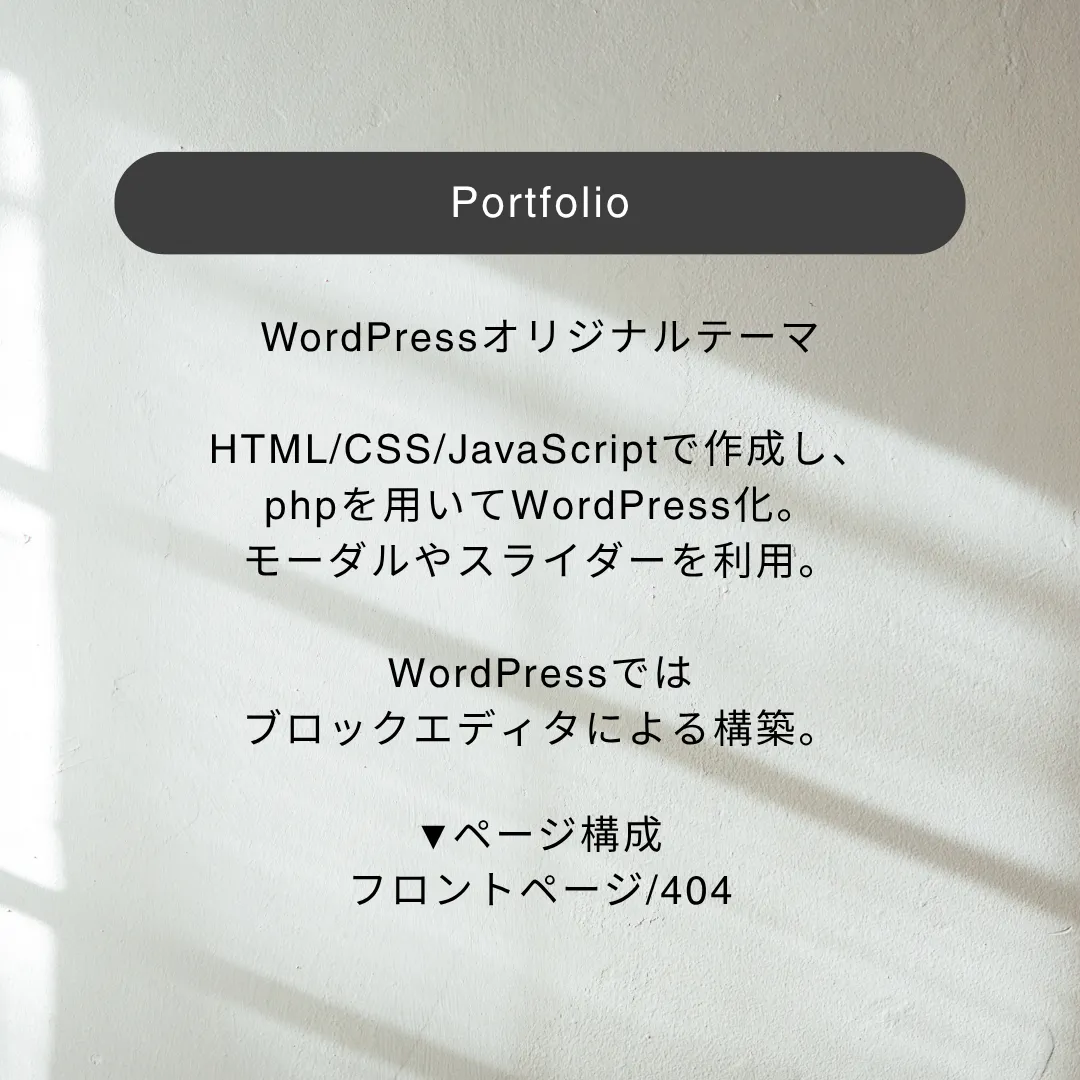 Portfolio
WordPressオリジナルテーマ
HTML/CSS/JavaScriptで作成し、
phpを用いてWordPress化。
モーダルやスライダーを利用。
WordPressでは
ブロックエディタによる構築。
▼ページ構成
フロントページ/404